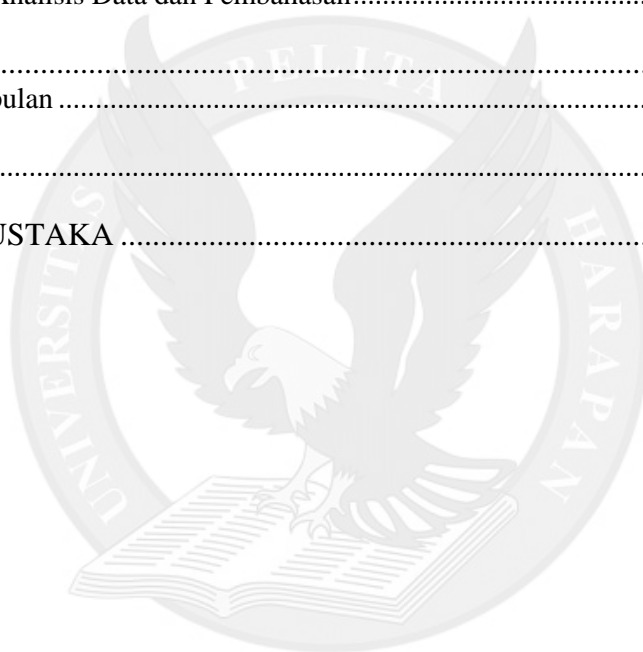 Analisis Data dan Pembahasan..........................................
..........................................................................................
pulan ..................................................................................
..........................................................................................
USTAKA ..........................................................................
UNIVERSITAS PELITA HARAPAN